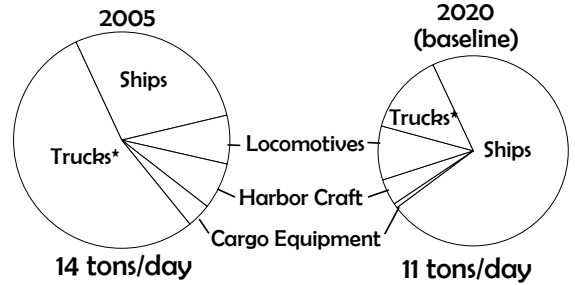 2005
Ships
Trucks*
14 tons/day
Locomotives
Harbor Craft
Cargo Equipment
2020
(baseline)
Trucks*
Ships
11 tons/day